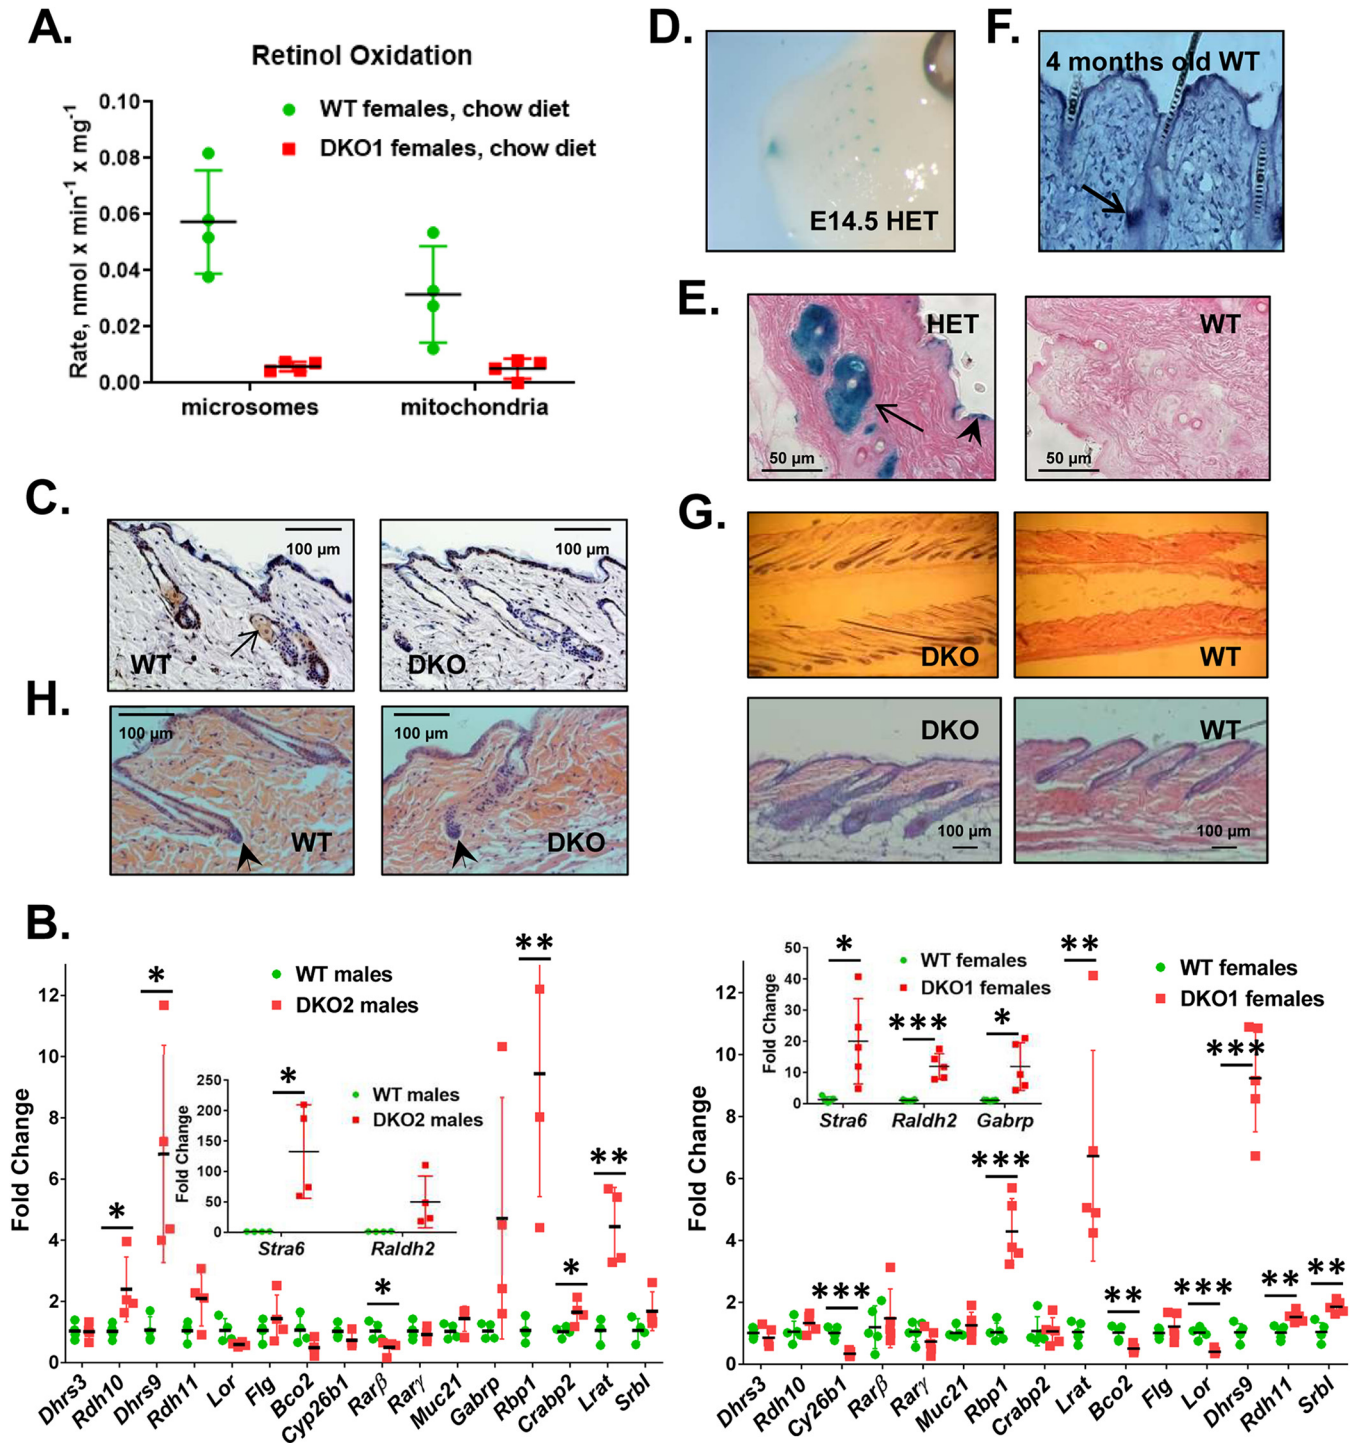 A.
Retinol Oxidation
WT females, chow diet
DKO1 females, chow diet
Rate, nmol x min⁻¹ x mg⁻¹
0.10
0.08
0.06
0.04
0.02
0.00
microsomes
mitochondria
D.
E14.5 HET
F.
4 months old WT
E.
HET
50 µm
WT
50 µm
C.
100 µm
WT
100 µm
DKO
G.
DKO
WT
DKO
100 µm
WT
100 µm
H.
100 µm
WT
100 µm
DKO
B.
WT males
DKO2 males
Fold Change
12
10
8
6
4
2
0
*
*
*
**
*
**
Dhrs3
Rdh10
Dhrs9
Rdh11
Lor
Flg
Bco2
Cyp26b1
Rarβ
Rarγ
Muc21
Gabrp
Rbp1
Crabp2
Lrat
Srbl
WT males
DKO2 males
Fold Change
250
200
150
100
50
0
*
Stra6
Raldh2
WT females
DKO1 females
Fold Change
12
10
8
6
4
2
0
***
***
**
**
***
***
**
**
Dhrs3
Rdh10
Cy26b1
Rarβ
Rarγ
Muc21
Rbp1
Crabp2
Lrat
Bco2
Flg
Lor
Dhrs9
Rdh11
Srbl
WT females
DKO1 females
Fold Change
50
40
30
20
10
0
*
***
*
Stra6
Raldh2
Gabrp